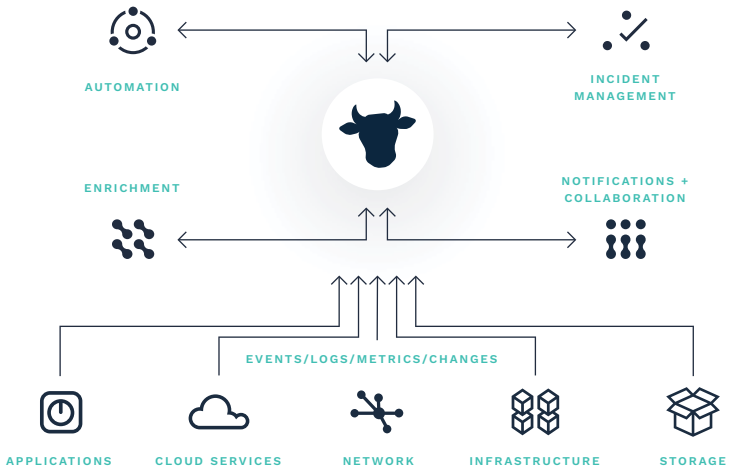 AUTOMATION
INCIDENT
MANAGEMENT
ENRICHMENT
NOTIFICATIONS +
COLLABORATION
EVENTS/LOGS/METRICS/CHANGES
APPLICATIONS
CLOUD SERVICES
NETWORK
INFRASTRUCTURE
STORAGE